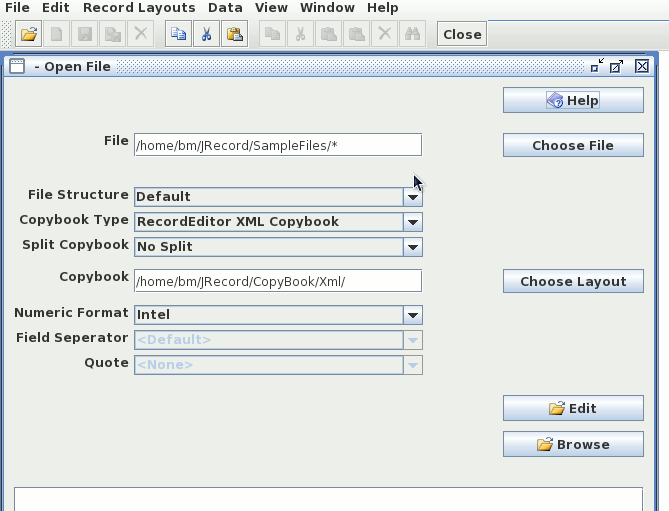 File Edit Record Layouts Data View Window Help
Close
- Open File
Help
File /home/bm/JRecord/SampleFiles/* Choose File
File Structure Default
Copybook Type RecordEditor XML Copybook
Split Copybook No Split
Copybook /home/bm/JRecord/CopyBook/Xml/ Choose Layout
Numeric Format Intel
Field Seperator <Default>
Quote <None>
Edit
Browse